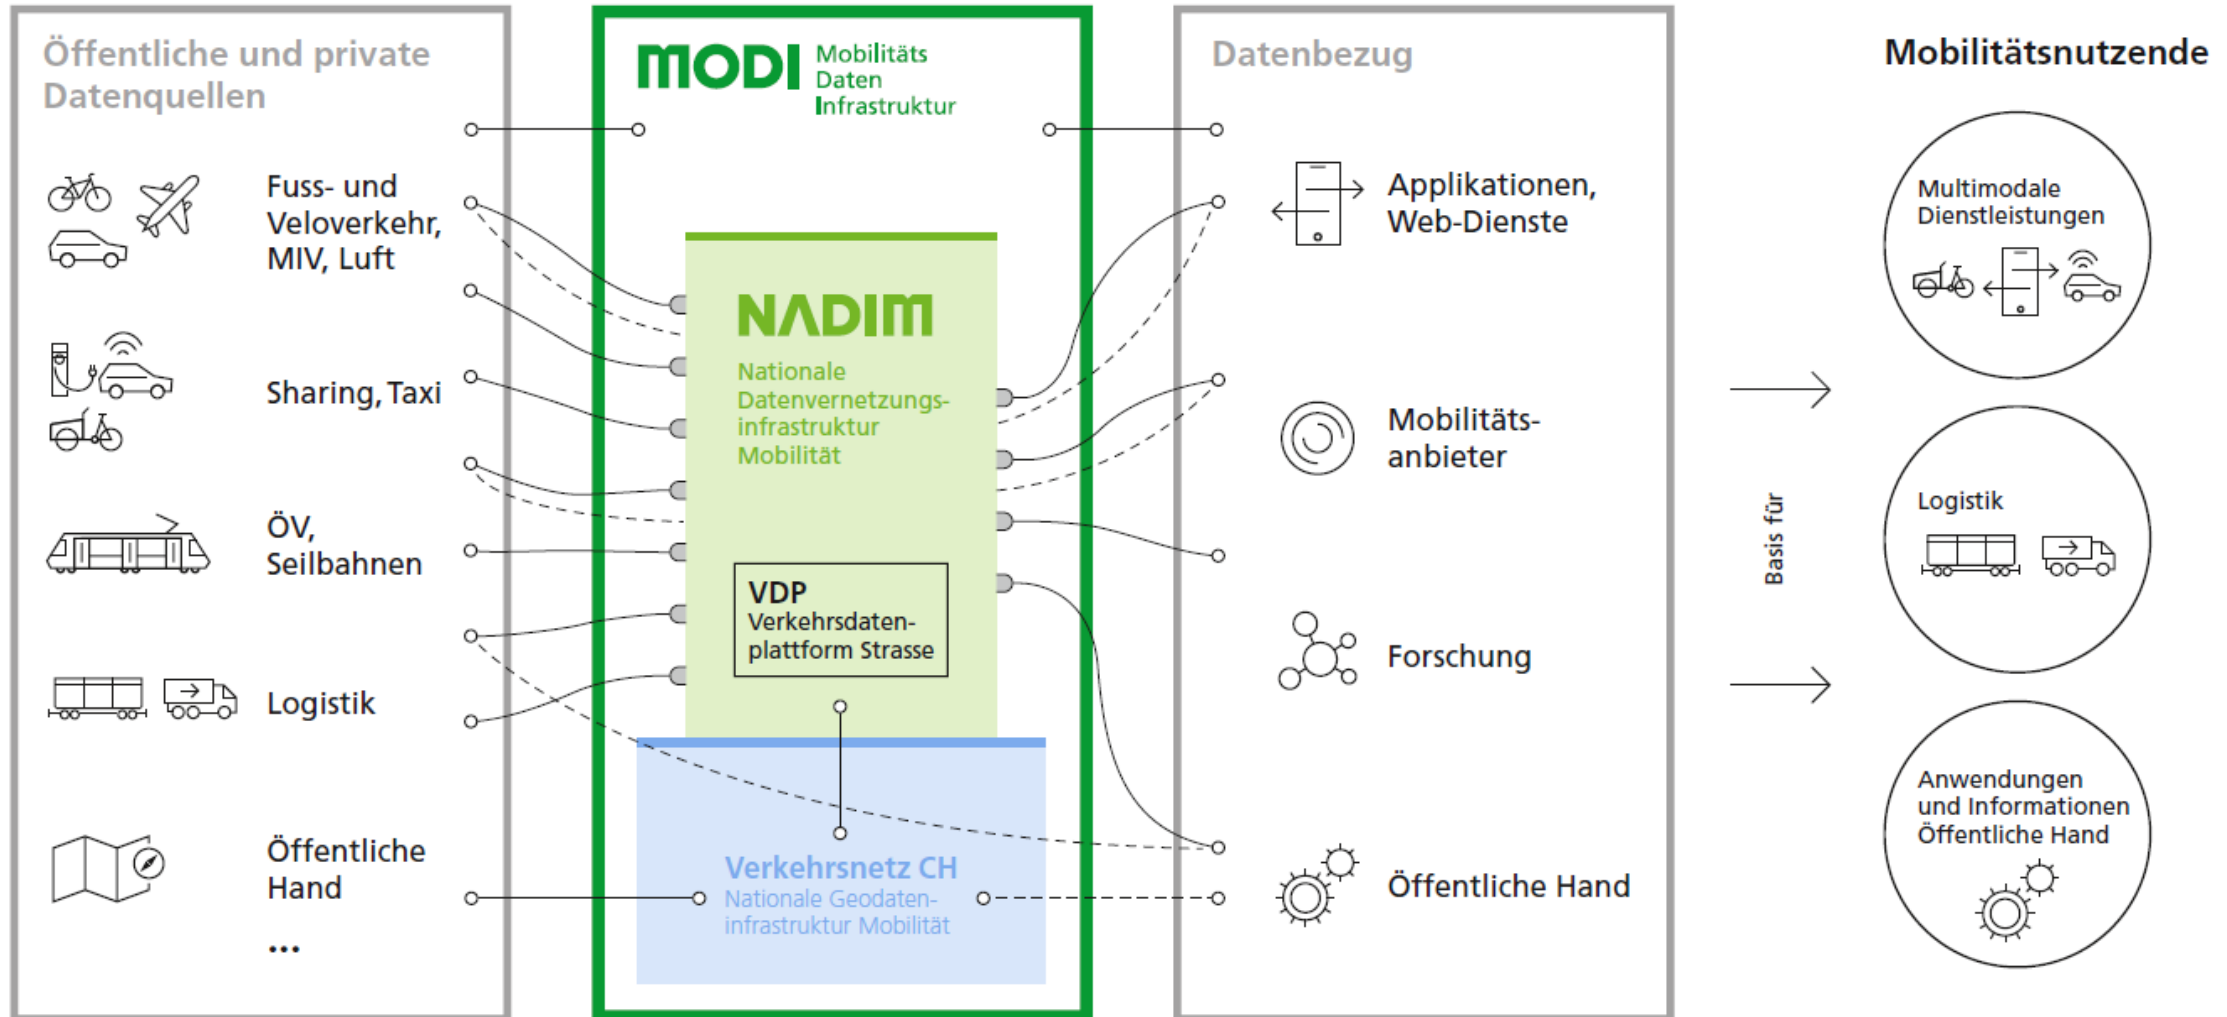 Öffentliche und private
Datenquellen
Fuss- und
Veloverkehr,
MIV, Luft
Sharing, Taxi
ÖV,
Seilbahnen
Logistik
Öffentliche
Hand
...
MODI
Mobilitäts
Daten
Infrastruktur
NADIM
Nationale
Datenvernetzungs-
infrastruktur
Mobilität
VDP
Verkehrsdaten-
plattform Strasse
Verkehrsnetz CH
Nationale Geodaten-
infrastruktur Mobilität
Datenbezug
Applikationen,
Web-Dienste
Mobilitäts-
anbieter
Forschung
Öffentliche Hand
Basis für
Mobilitätsnutzende
Multimodale
Dienstleistungen
Logistik
Anwendungen
und Informationen
Öffentliche Hand